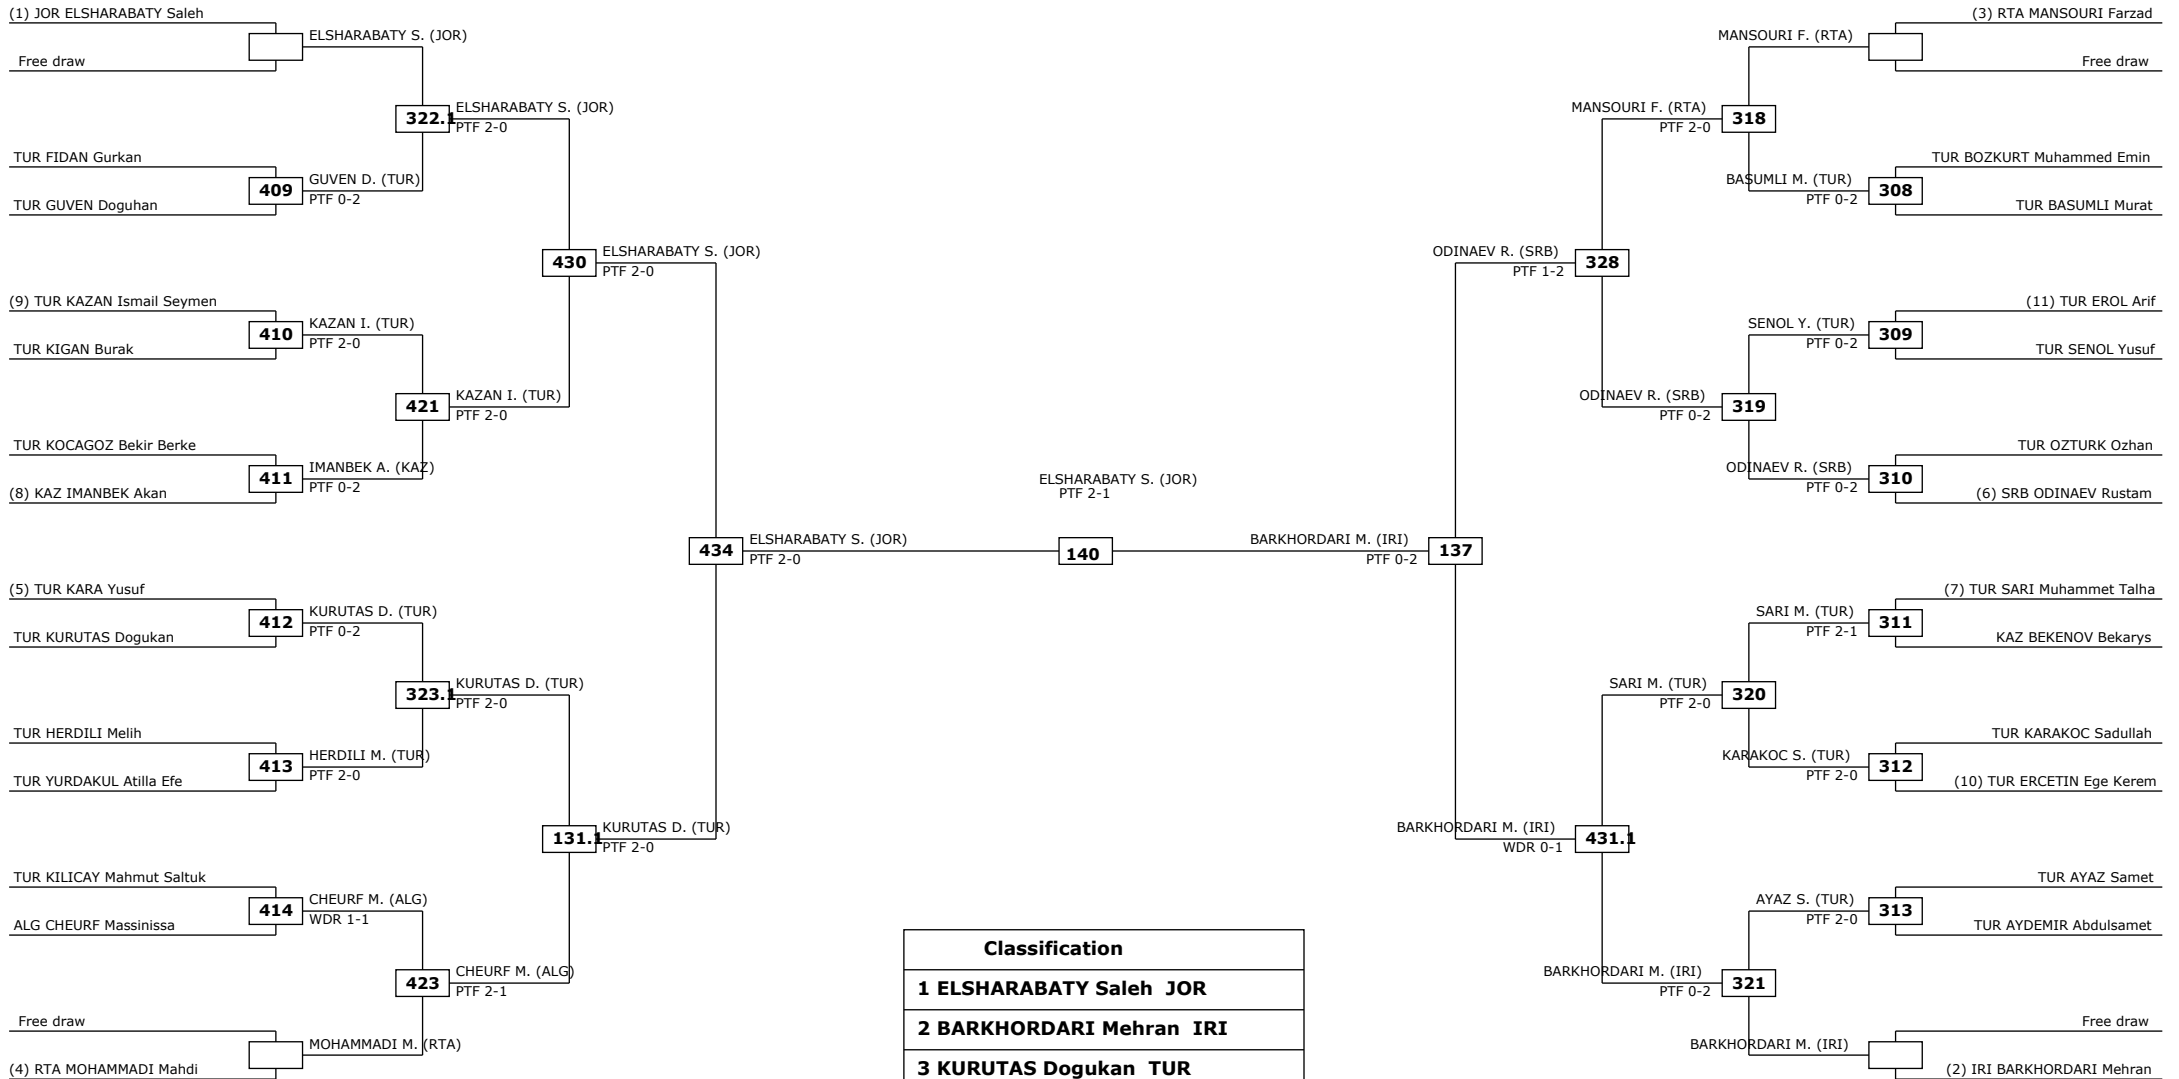 (1) JOR ELSHARABATY Saleh
ELSHARABATY S. (JOR)
Free draw
322.1
ELSHARABATY S. (JOR)
PTF 2-0
TUR FIDAN Gurkan
409
GUVEN D. (TUR)
PTF 0-2
TUR GUVEN Doguhan
430
ELSHARABATY S. (JOR)
PTF 2-0
(9) TUR KAZAN Ismail Seymen
410
KAZAN I. (TUR)
PTF 2-0
TUR KIGAN Burak
421
KAZAN I. (TUR)
PTF 2-0
TUR KOCAGOZ Bekir Berke
411
IMANBEK A. (KAZ)
PTF 0-2
(8) KAZ IMANBEK Akan
434
ELSHARABATY S. (JOR)
PTF 2-0
(5) TUR KARA Yusuf
412
KURUTAS D. (TUR)
PTF 0-2
TUR KURUTAS Dogukan
323.1
KURUTAS D. (TUR)
PTF 2-0
TUR HERDILI Melih
413
HERDILI M. (TUR)
PTF 2-0
TUR YURDAKUL Atilla Efe
131.1
KURUTAS D. (TUR)
PTF 2-0
TUR KILICAY Mahmut Saltuk
414
CHEURF M. (ALG)
WDR 1-1
ALG CHEURF Massinissa
423
CHEURF M. (ALG)
PTF 2-1
Free draw
MOHAMMADI M. (RTA)
(4) RTA MOHAMMADI Mahdi
ELSHARABATY S. (JOR)
PTF 2-1
140
(3) RTA MANSOURI Farzad
MANSOURI F. (RTA)
Free draw
MANSOURI F. (RTA)
PTF 2-0
318
TUR BOZKURT Muhammed Emin
BASUMLI M. (TUR)
PTF 0-2
308
TUR BASUMLI Murat
ODINAEV R. (SRB)
PTF 1-2
328
(11) TUR EROL Arif
SENOL Y. (TUR)
PTF 0-2
309
TUR SENOL Yusuf
ODINAEV R. (SRB)
PTF 0-2
319
TUR OZTURK Ozhan
ODINAEV R. (SRB)
PTF 0-2
310
(6) SRB ODINAEV Rustam
BARKHORDARI M. (IRI)
PTF 0-2
137
(7) TUR SARI Muhammet Talha
SARI M. (TUR)
PTF 2-1
311
KAZ BEKENOV Bekarys
SARI M. (TUR)
PTF 2-0
320
TUR KARAKOC Sadullah
KARAKOC S. (TUR)
PTF 2-0
312
(10) TUR ERCETIN Ege Kerem
BARKHORDARI M. (IRI)
WDR 0-1
431.1
TUR AYAZ Samet
AYAZ S. (TUR)
PTF 2-0
313
TUR AYDEMIR Abdulsamet
BARKHORDARI M. (IRI)
PTF 0-2
321
Free draw
BARKHORDARI M. (IRI)
(2) IRI BARKHORDARI Mehran
Classification
1 ELSHARABATY Saleh JOR
2 BARKHORDARI Mehran IRI
3 KURUTAS Dogukan TUR